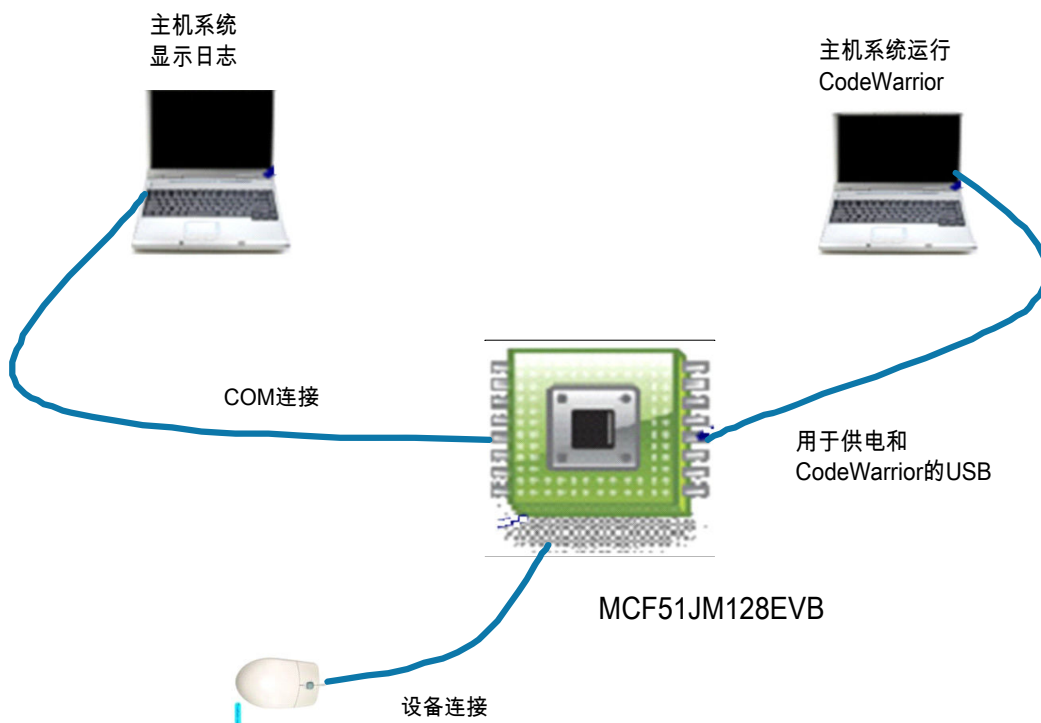 主机系统
显示日志
主机系统运行
CodeWarrior
COM连接
用于供电和
CodeWarrior的USB
MCF51JM128EVB
设备连接